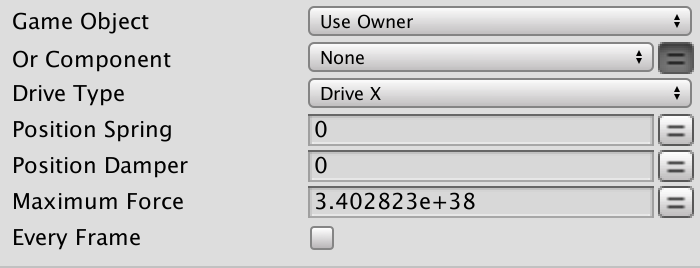 Game Object Use Owner
Or Component None =
Drive Type Drive X
Position Spring 0 =
Position Damper 0 =
Maximum Force 3.402823e+38 =
Every Frame